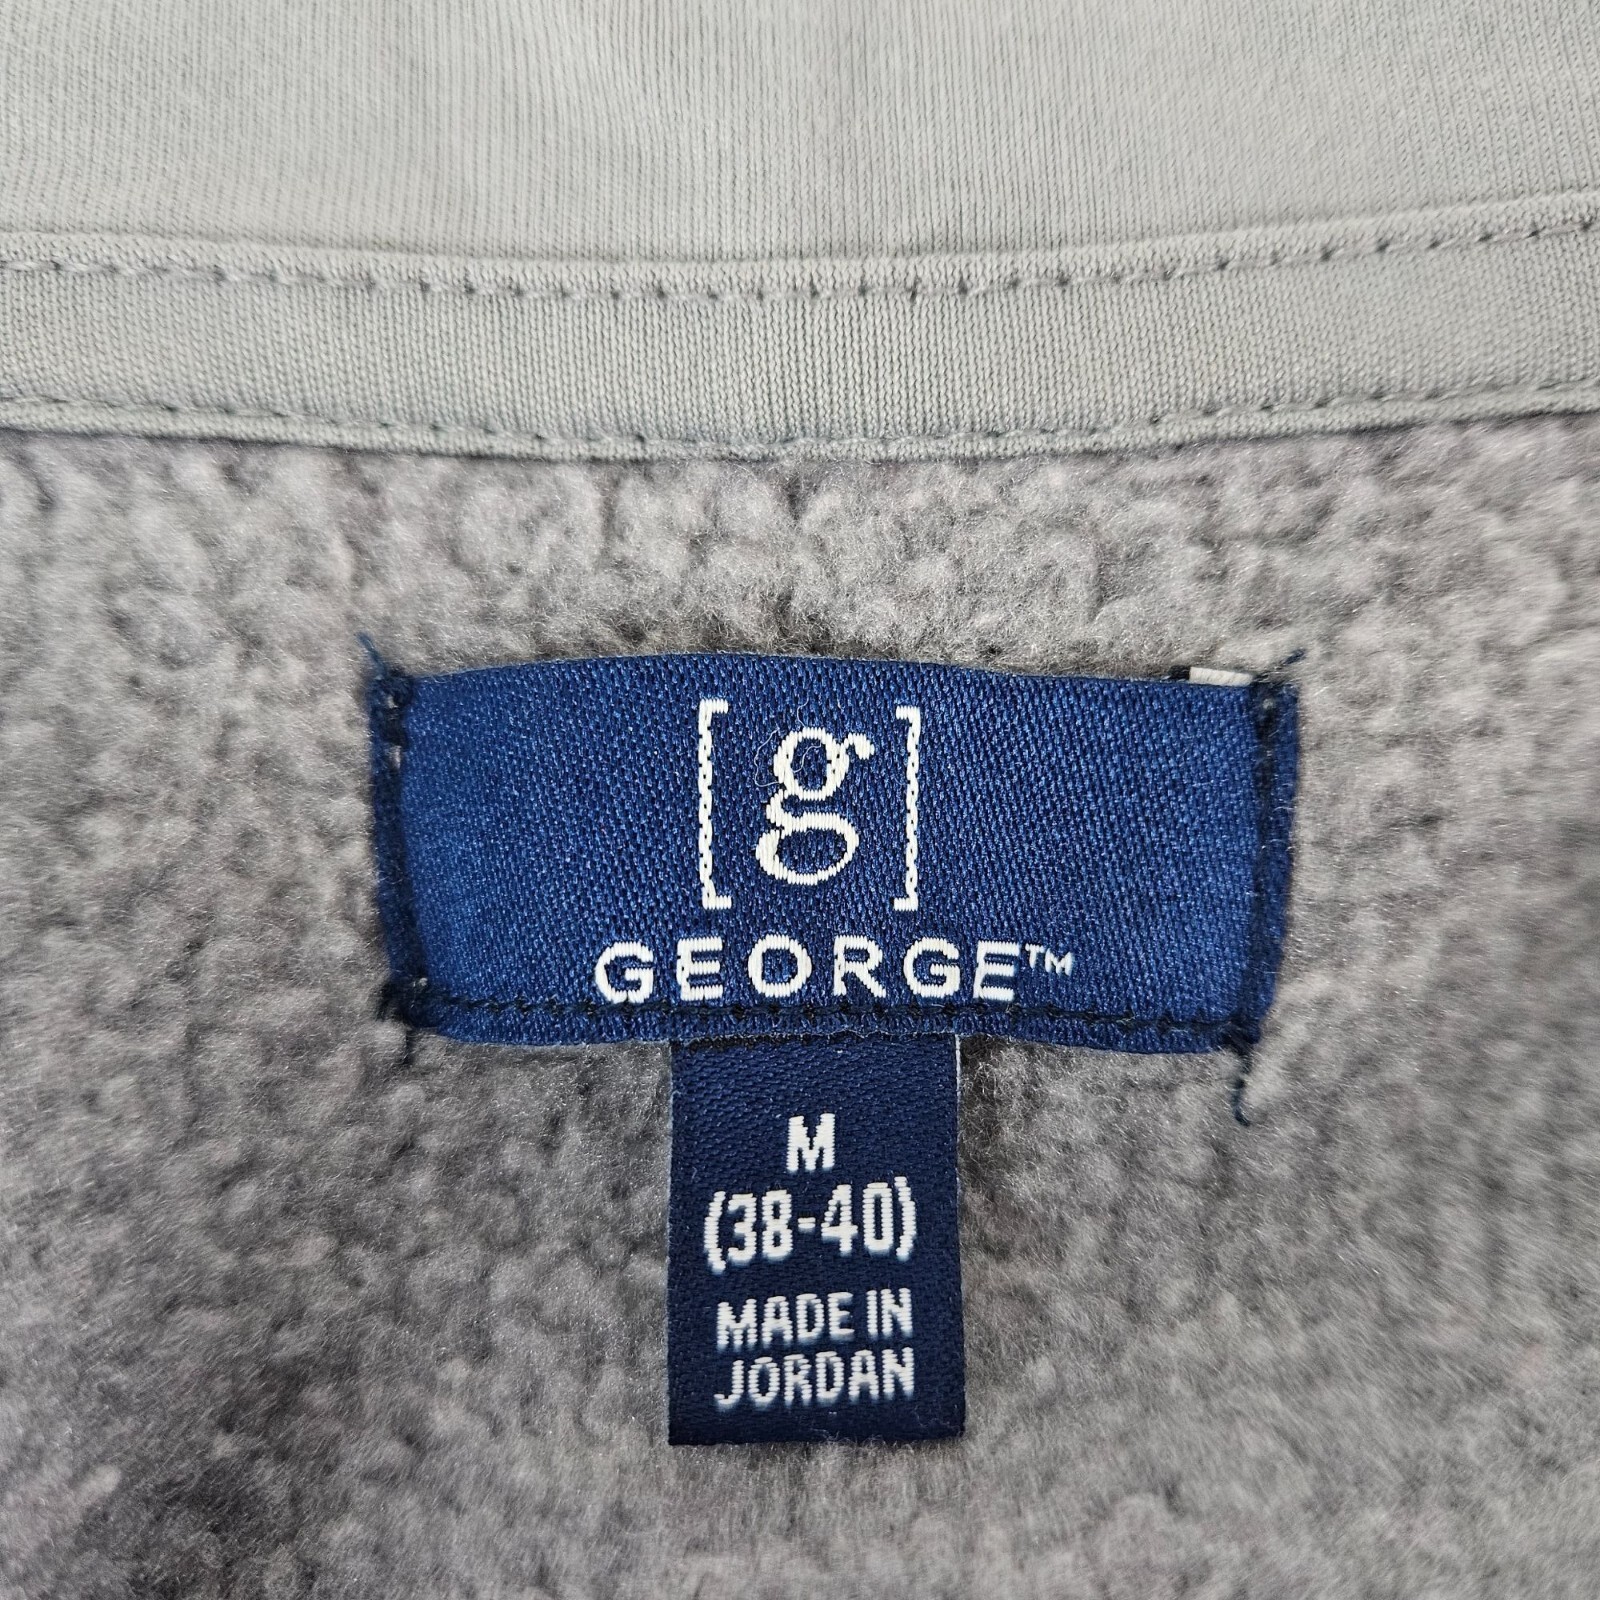 [g]
GEORGE™
M
(38-40)
MADE IN
JORDAN